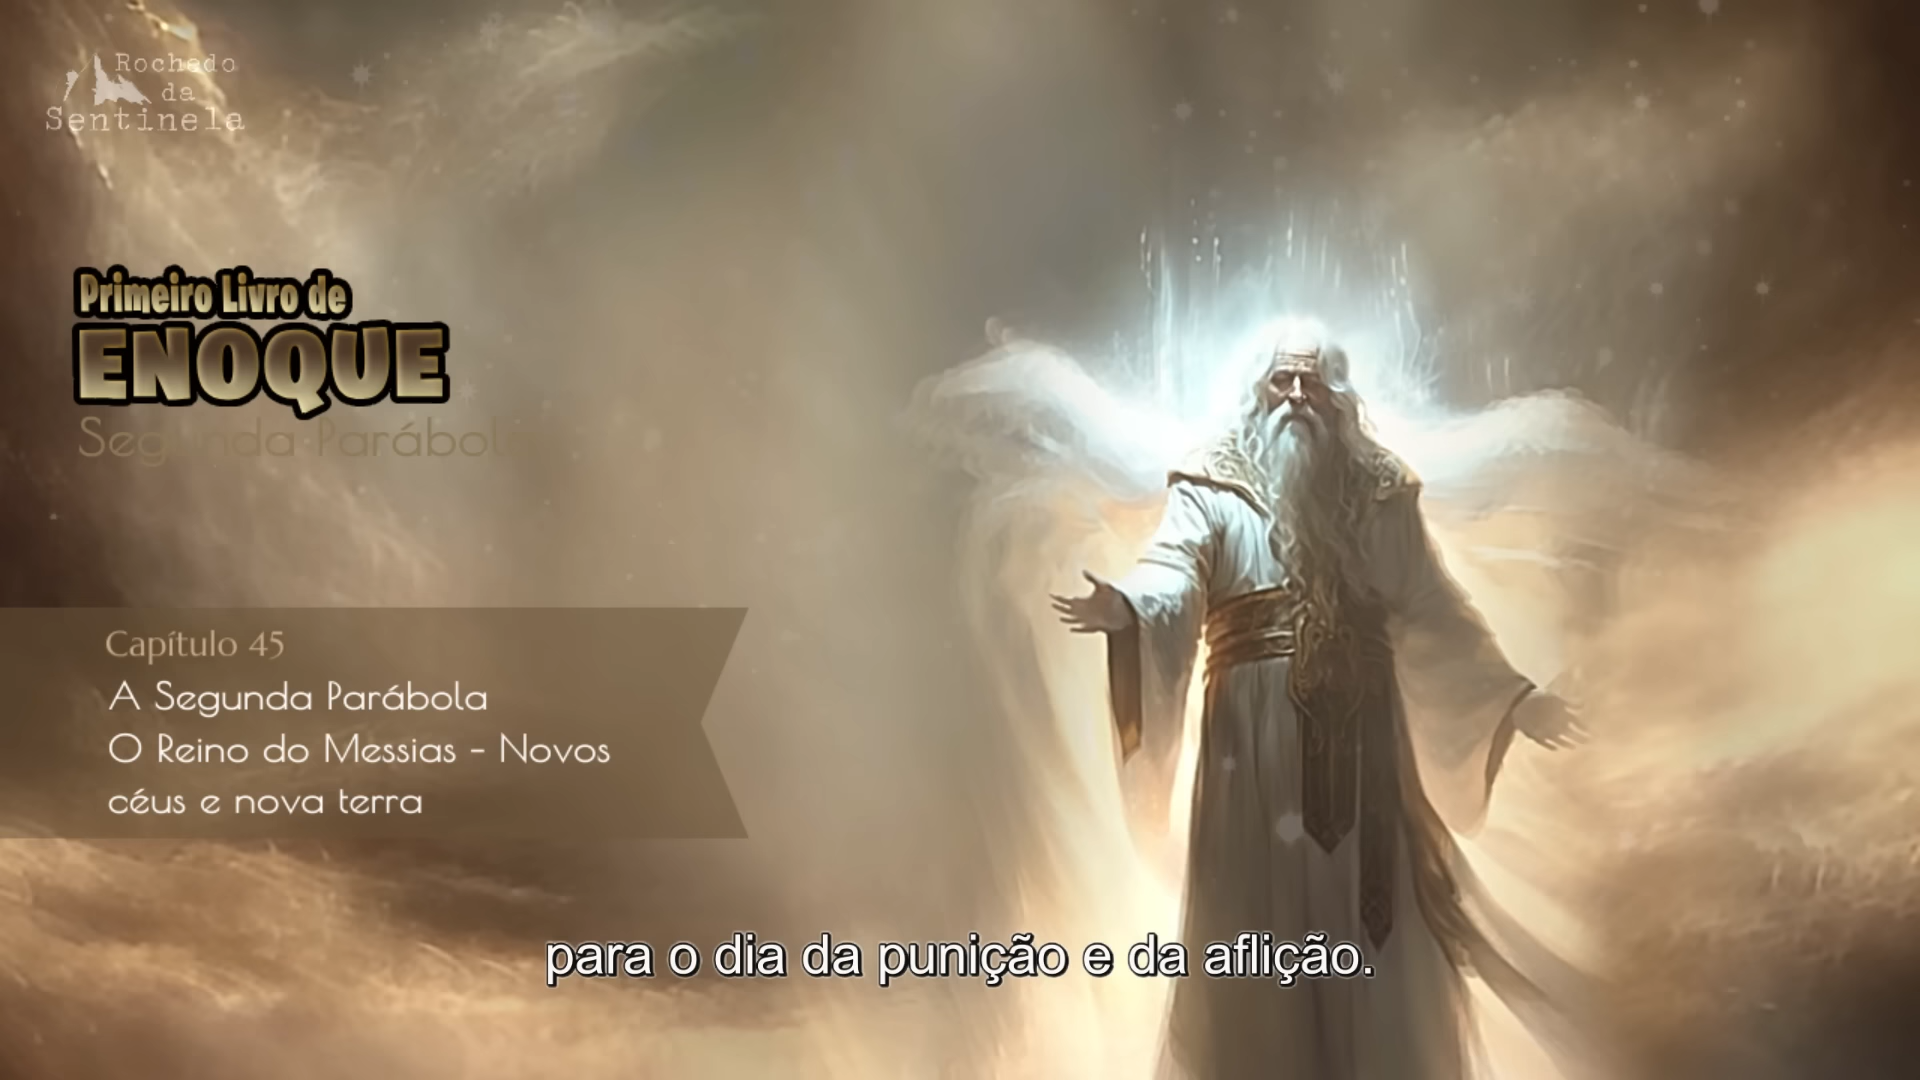 Rochedo
da
Sentinela
Primeiro Livro de
ENOQUE
Segunda Parábola
Capítulo 45
A Segunda Parábola
O Reino do Messias - Novos
céus e nova terra
para o dia da punição e da aflição.